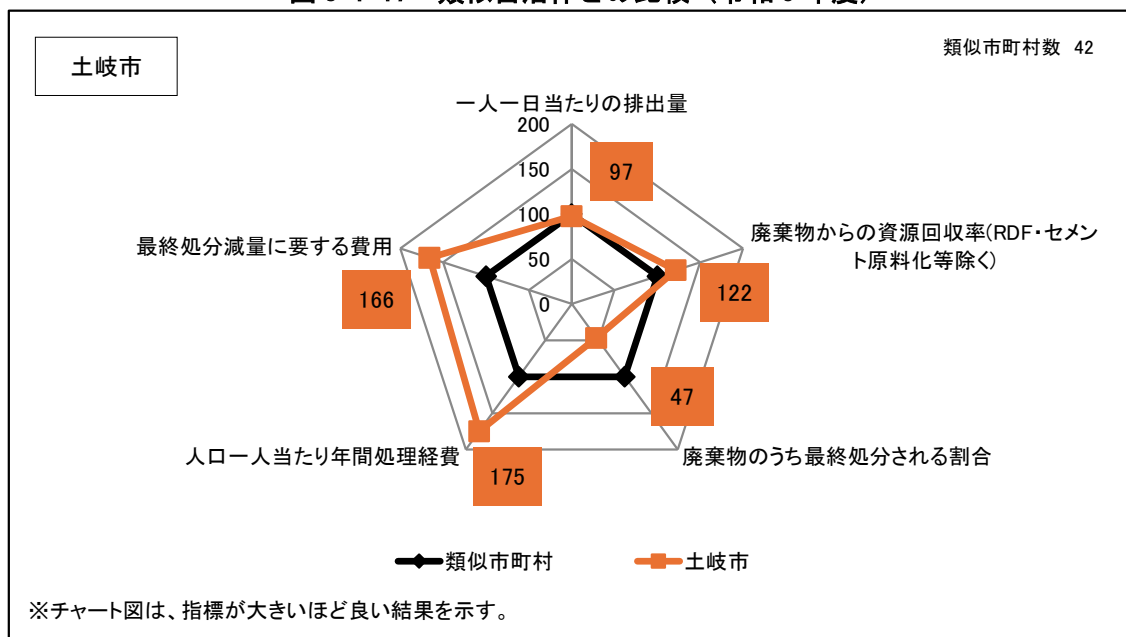 土岐市
類似市町村数 42
一人一日当たりの排出量
200
150
100
50
0
97
廃棄物からの資源回収率(RDF・セメン
ト原料化等除く)
122
47
廃棄物のうち最終処分される割合
人口一人当たり年間処理経費
175
最終処分減量に要する費用
166
類似市町村
土岐市
※チャート図は、指標が大きいほど良い結果を示す。